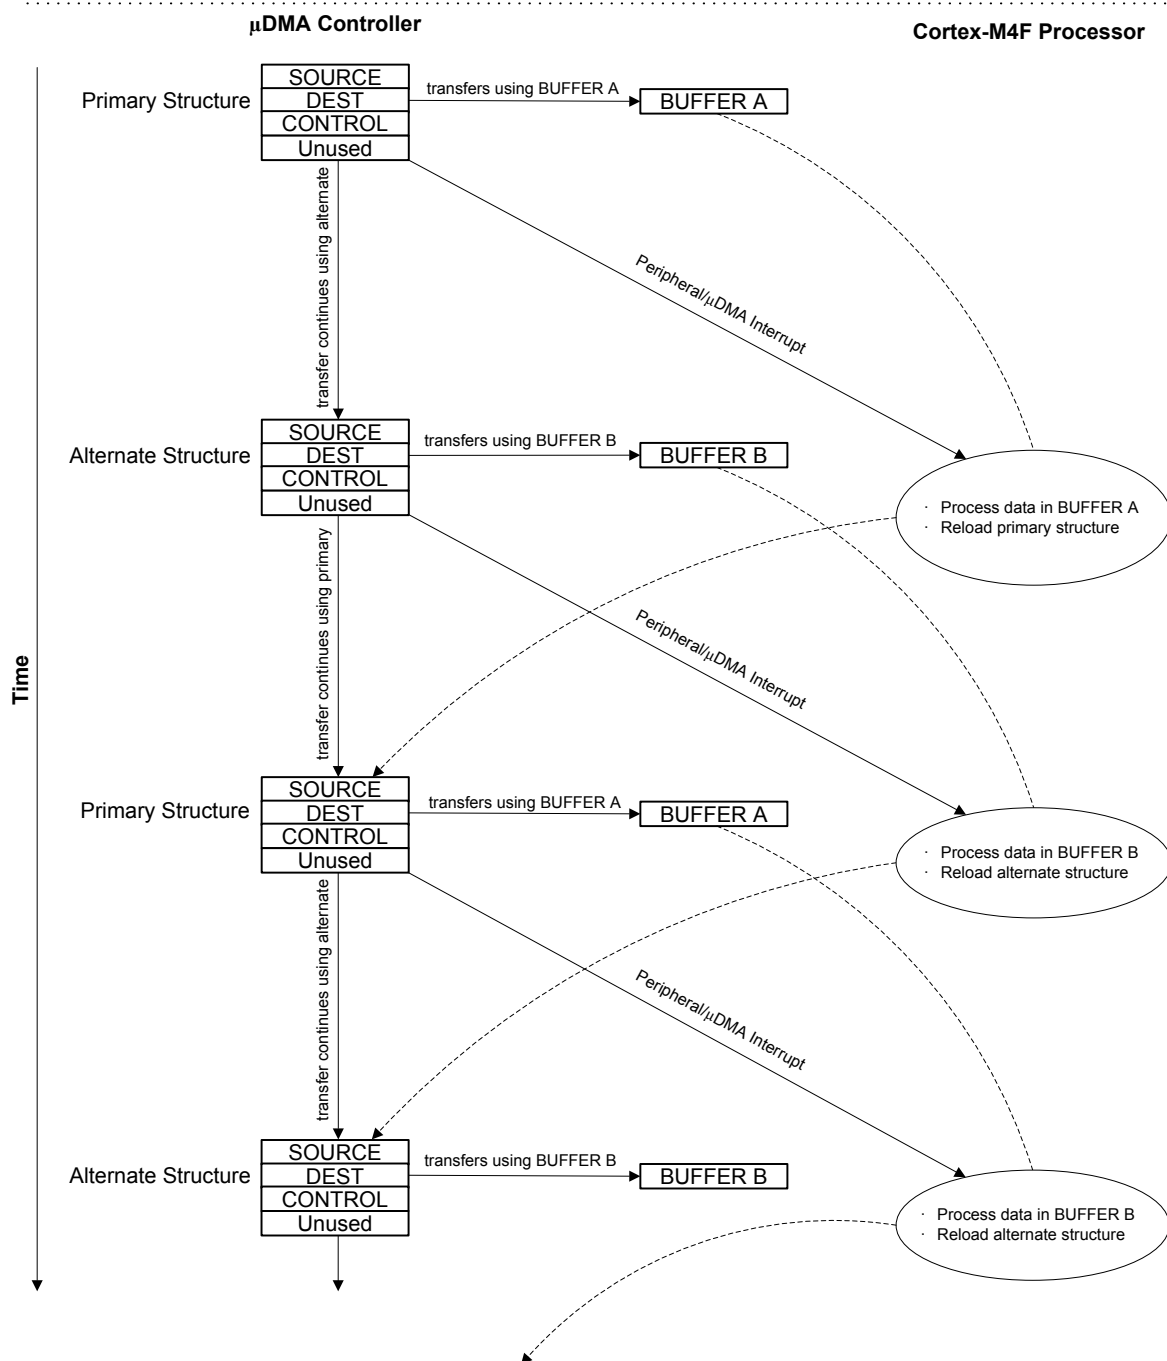 µDMA Controller
Cortex-M4F Processor
Time
Primary Structure
SOURCE
DEST
CONTROL
Unused
transfers using BUFFER A
BUFFER A
transfer continues using alternate
Peripheral/µDMA Interrupt
· Process data in BUFFER A
· Reload primary structure
Alternate Structure
SOURCE
DEST
CONTROL
Unused
transfers using BUFFER B
BUFFER B
transfer continues using primary
Peripheral/µDMA Interrupt
· Process data in BUFFER B
· Reload alternate structure
Primary Structure
SOURCE
DEST
CONTROL
Unused
transfers using BUFFER A
BUFFER A
transfer continues using alternate
Peripheral/µDMA Interrupt
· Process data in BUFFER B
· Reload alternate structure
Alternate Structure
SOURCE
DEST
CONTROL
Unused
transfers using BUFFER B
BUFFER B